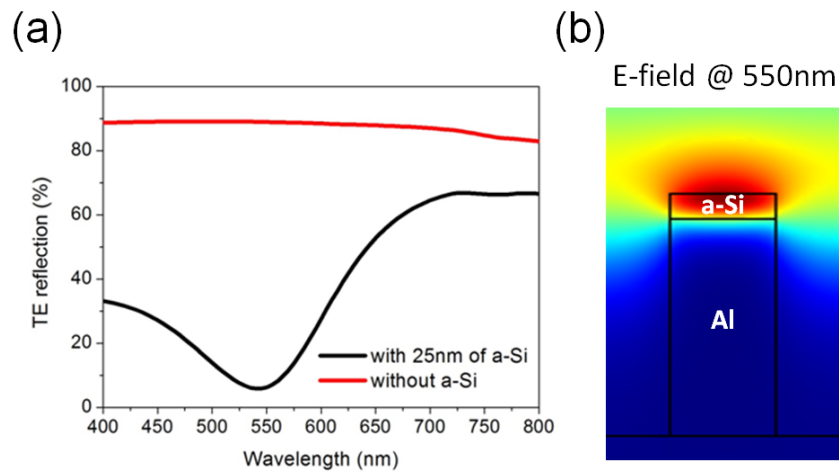 (a)
(b)
E-field @ 550nm
100
80
60
40
20
0
TE reflection (%)
with 25nm of a-Si
without a-Si
400 450 500 550 600 650 700 750 800
Wavelength (nm)
a-Si
Al